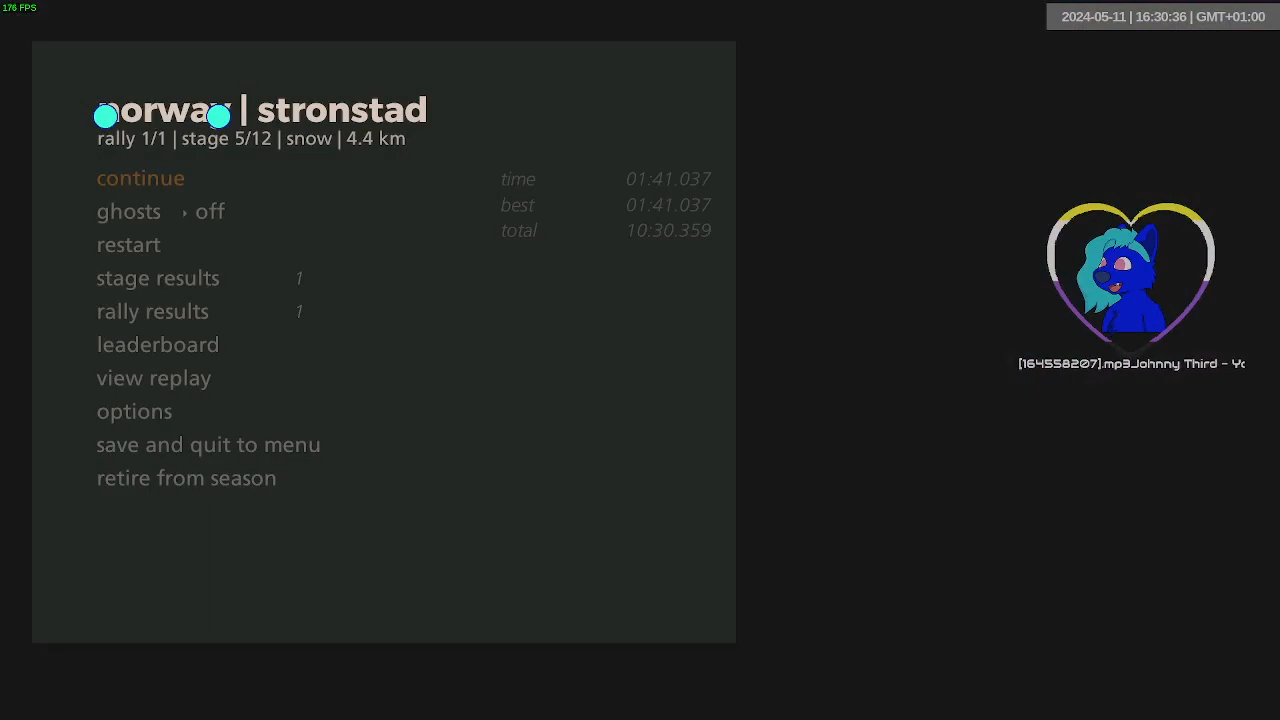 176 FPS
2024-05-11 | 16:30:36 | GMT+01:00
norway | stronstad
rally 1/1 | stage 5/12 | snow | 4.4 km
continue
ghosts ‣ off
restart
stage results 1
rally results 1
leaderboard
view replay
options
save and quit to menu
retire from season
time 01:41.037
best 01:41.037
total 10:30.359
[164558207].mp3_Johnny Third - Yo